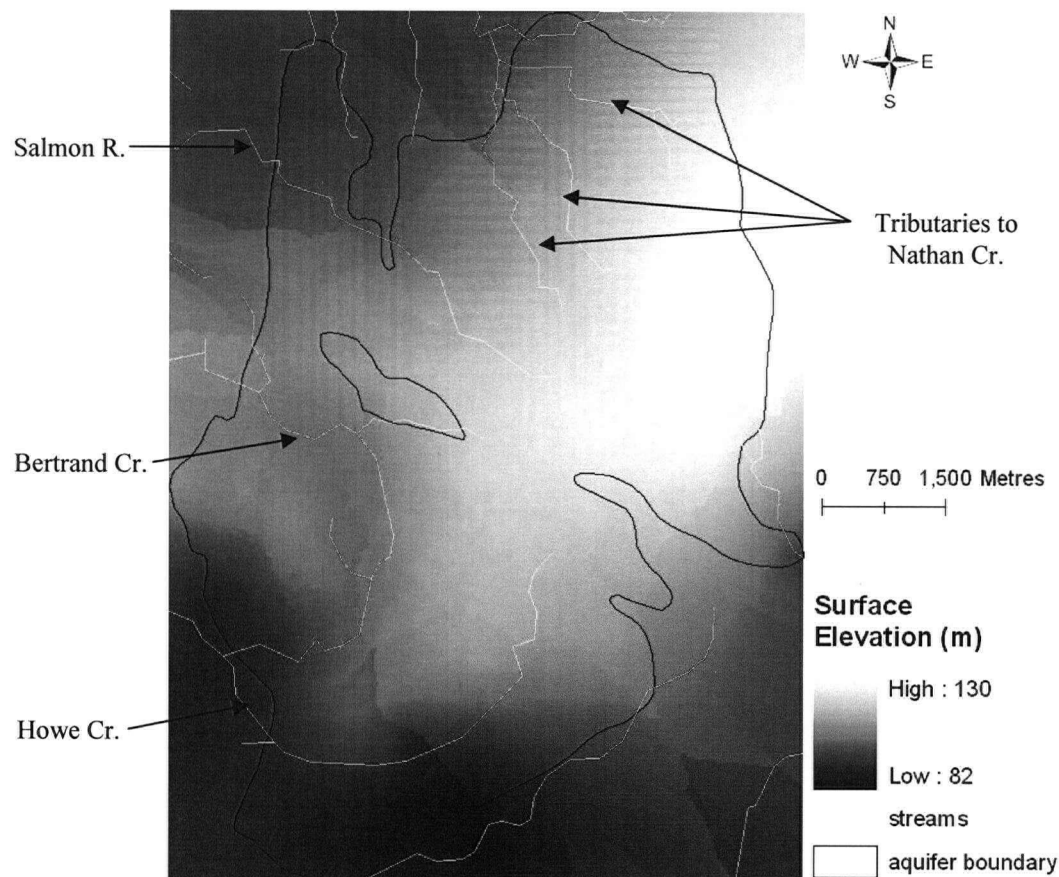 N
W E
S
Salmon R.
Tributaries to
Nathan Cr.
Bertrand Cr.
0 750 1,500 Metres
Surface
Elevation (m)
High : 130
Howe Cr.
Low : 82
streams
aquifer boundary